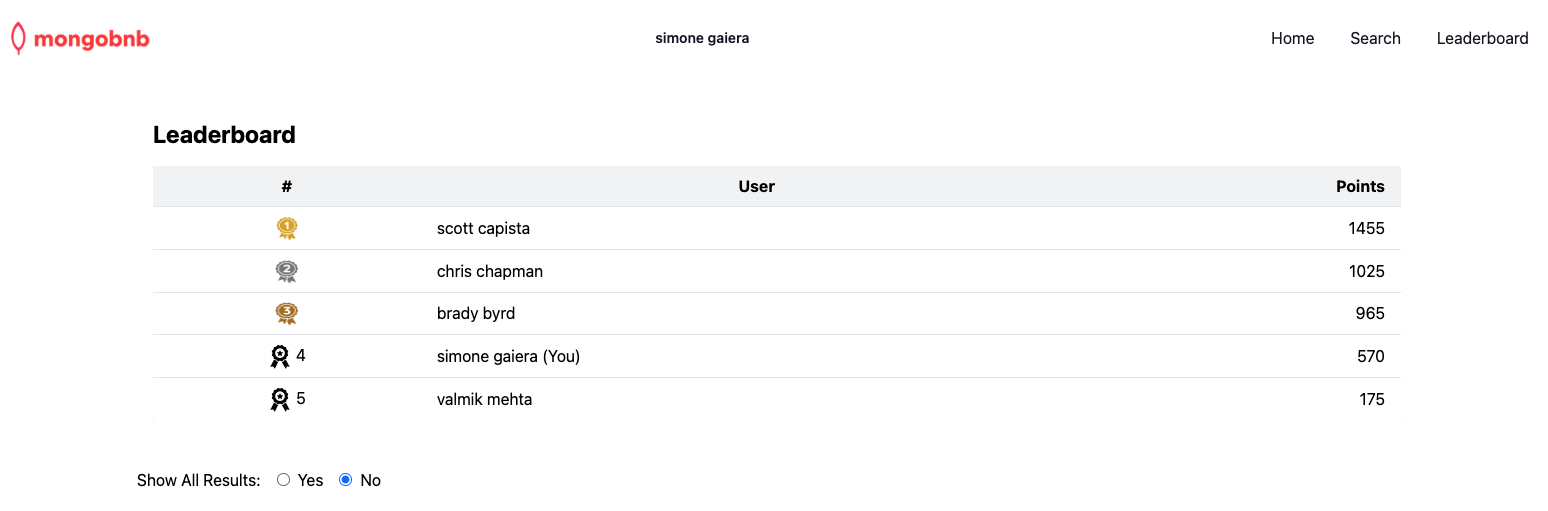 mongobnb
simone gaiera
Home Search Leaderboard
Leaderboard
# User Points
1 scott capista 1455
2 chris chapman 1025
3 brady byrd 965
4 simone gaiera (You) 570
5 valmik mehta 175
Show All Results: Yes No